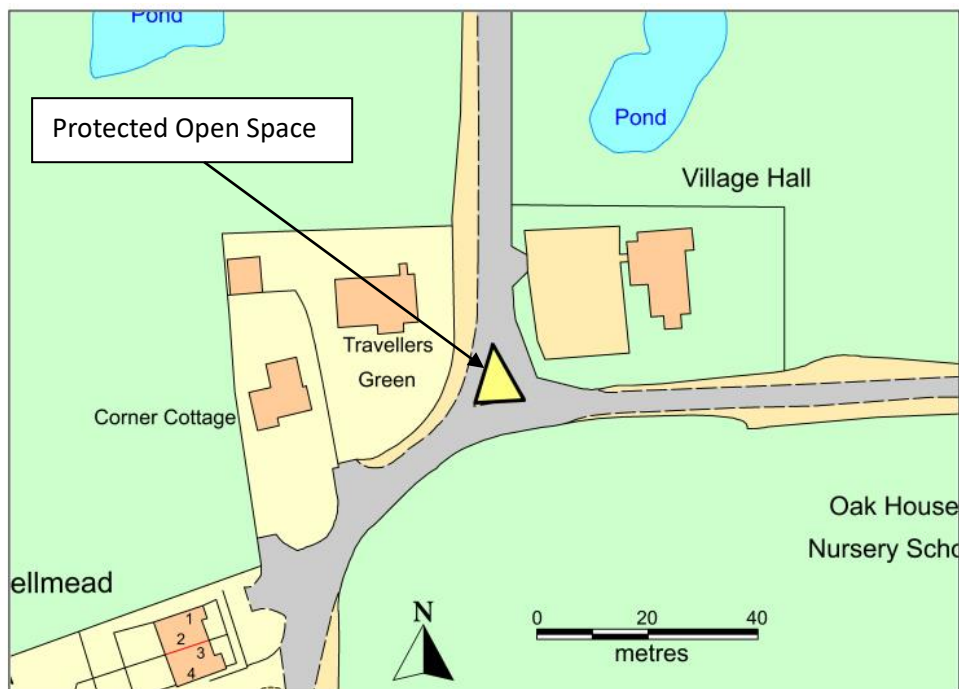 Pond
Protected Open Space
Pond
Village Hall
Travellers
Green
Corner Cottage
Oak House
Nursery Scho
ellmead
1
2
3
4
N
0 20 40
metres